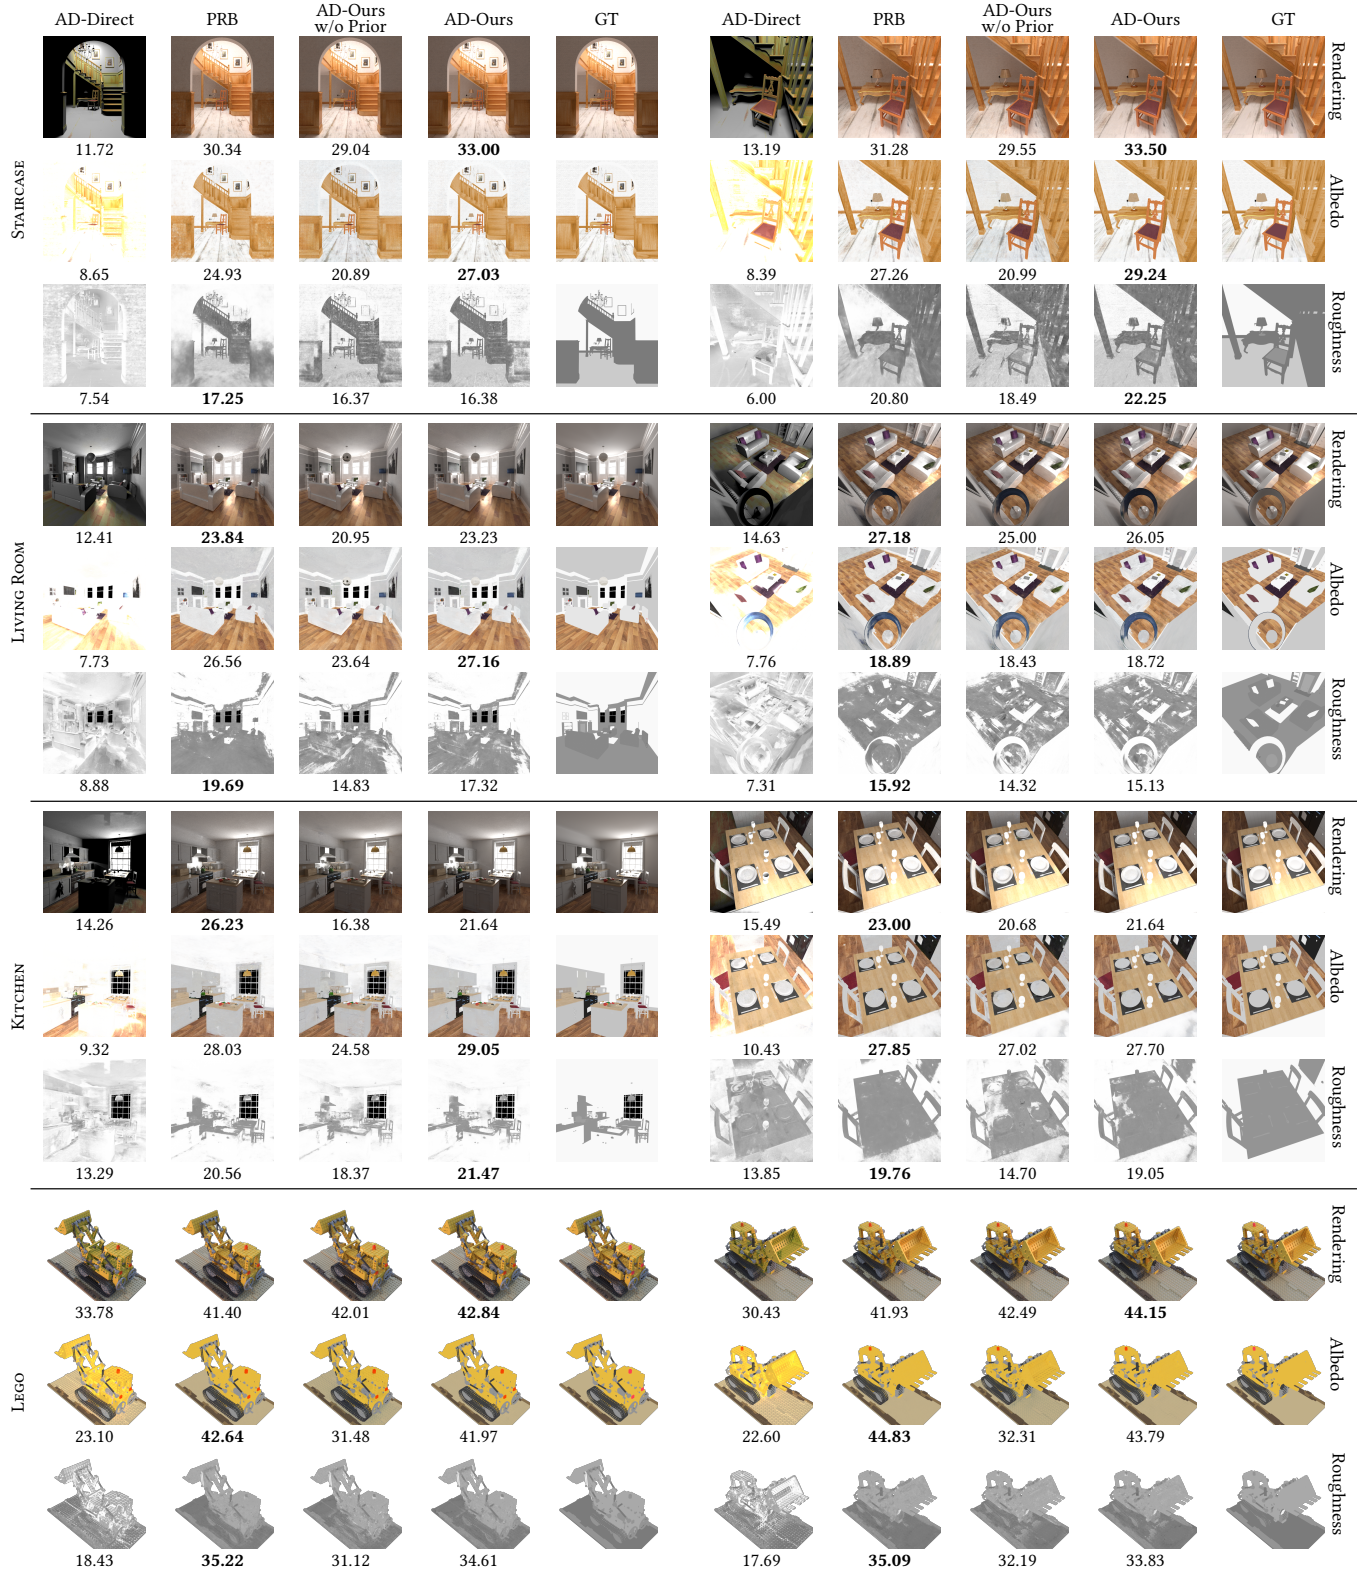 AD-Direct PRB AD-Ours w/o Prior AD-Ours GT AD-Direct PRB AD-Ours w/o Prior AD-Ours GT
STAIRCASE
Rendering
11.72 30.34 29.04 33.00 13.19 31.28 29.55 33.50
Albedo
8.65 24.93 20.89 27.03 8.39 27.26 20.99 29.24
Roughness
7.54 17.25 16.37 16.38 6.00 20.80 18.49 22.25
LIVING ROOM
Rendering
12.41 23.84 20.95 23.23 14.63 27.18 25.00 26.05
Albedo
7.73 26.56 23.64 27.16 7.76 18.89 18.43 18.72
Roughness
8.88 19.69 14.83 17.32 7.31 15.92 14.32 15.13
KITCHEN
Rendering
14.26 26.23 16.38 21.64 15.49 23.00 20.68 21.64
Albedo
9.32 28.03 24.58 29.05 10.43 27.85 27.02 27.70
Roughness
13.29 20.56 18.37 21.47 13.85 19.76 14.70 19.05
LEGO
Rendering
33.78 41.40 42.01 42.84 30.43 41.93 42.49 44.15
Albedo
23.10 42.64 31.48 41.97 22.60 44.83 32.31 43.79
Roughness
18.43 35.22 31.12 34.61 17.69 35.09 32.19 33.83